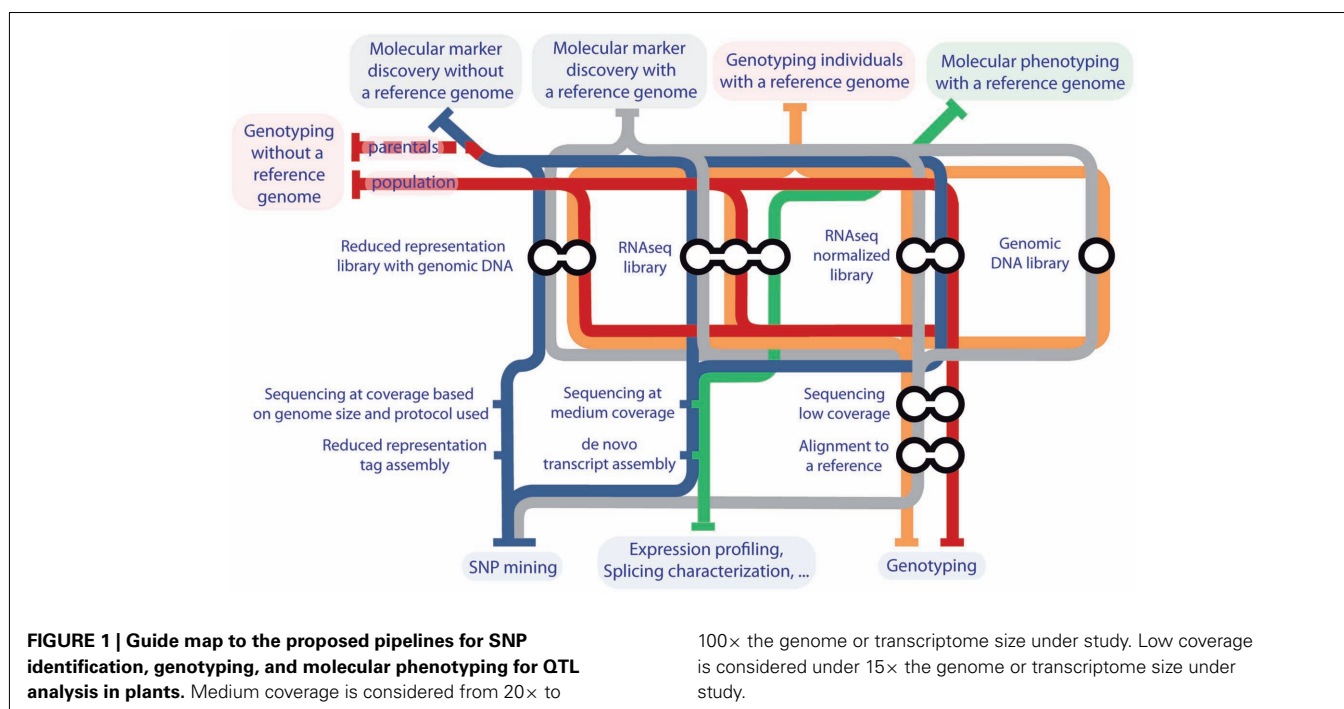 Molecular marker
discovery without
a reference genome
Molecular marker
discovery with
a reference genome
Genotyping individuals
with a reference genome
Molecular phenotyping
with a reference genome
Genotyping
without a
reference
genome
parentals
population
Reduced representation
library with genomic DNA
RNAseq
library
RNAseq
normalized
library
Genomic
DNA library
Sequencing at coverage based
on genome size and protocol used
Sequencing at
medium coverage
Sequencing
low coverage
Reduced representation
tag assembly
de novo
transcript assembly
Alignment to
a reference
SNP mining
Expression profiling,
Splicing characterization, ...
Genotyping
FIGURE 1 | Guide map to the proposed pipelines for SNP
identification, genotyping, and molecular phenotyping for QTL
analysis in plants. Medium coverage is considered from 20× to
100× the genome or transcriptome size under study. Low coverage
is considered under 15× the genome or transcriptome size under
study.